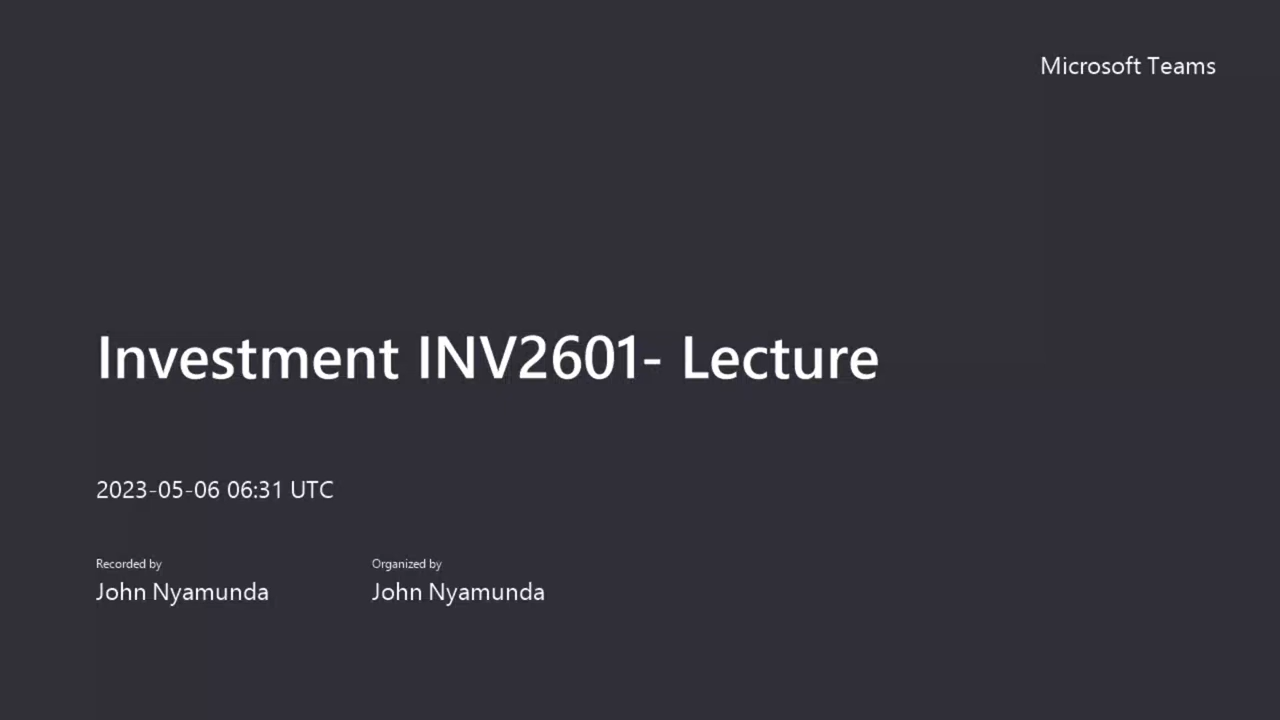 Microsoft Teams
Investment INV2601- Lecture
2023-05-06 06:31 UTC
Recorded by
Organized by
John Nyamunda
John Nyamunda